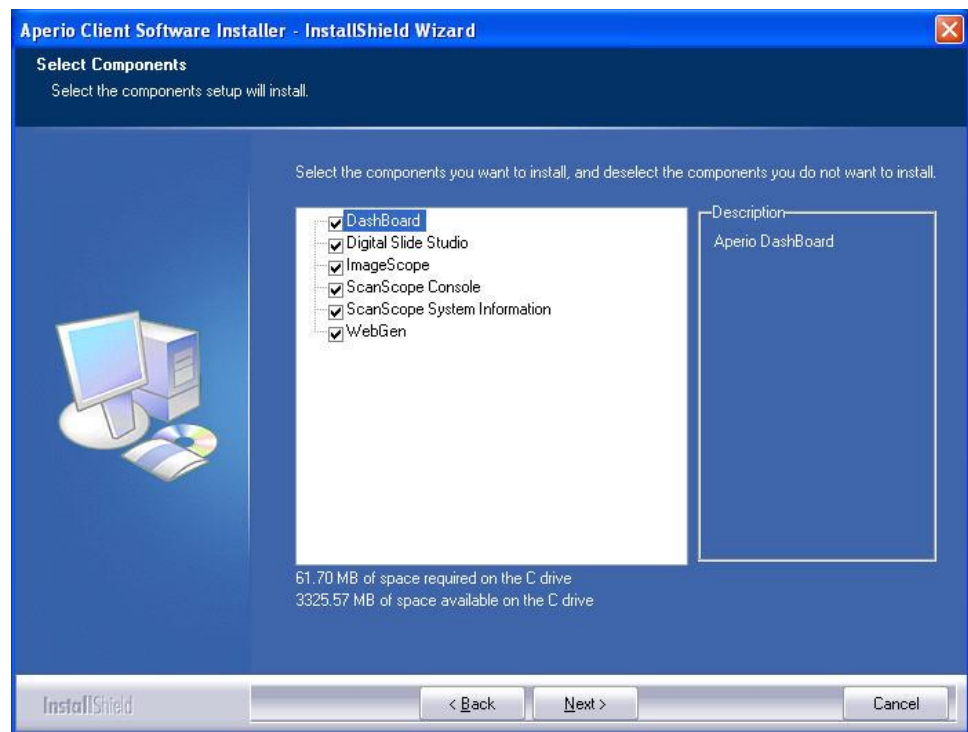 Aperio Client Software Installer - InstallShield Wizard
Select Components
Select the components setup will install.
Select the components you want to install, and deselect the components you do not want to install.
DashBoard
Digital Slide Studio
ImageScope
ScanScope Console
ScanScope System Information
WebGen
Description
Aperio DashBoard
61.70 MB of space required on the C drive
3325.57 MB of space available on the C drive
InstallShield
< Back
Next >
Cancel